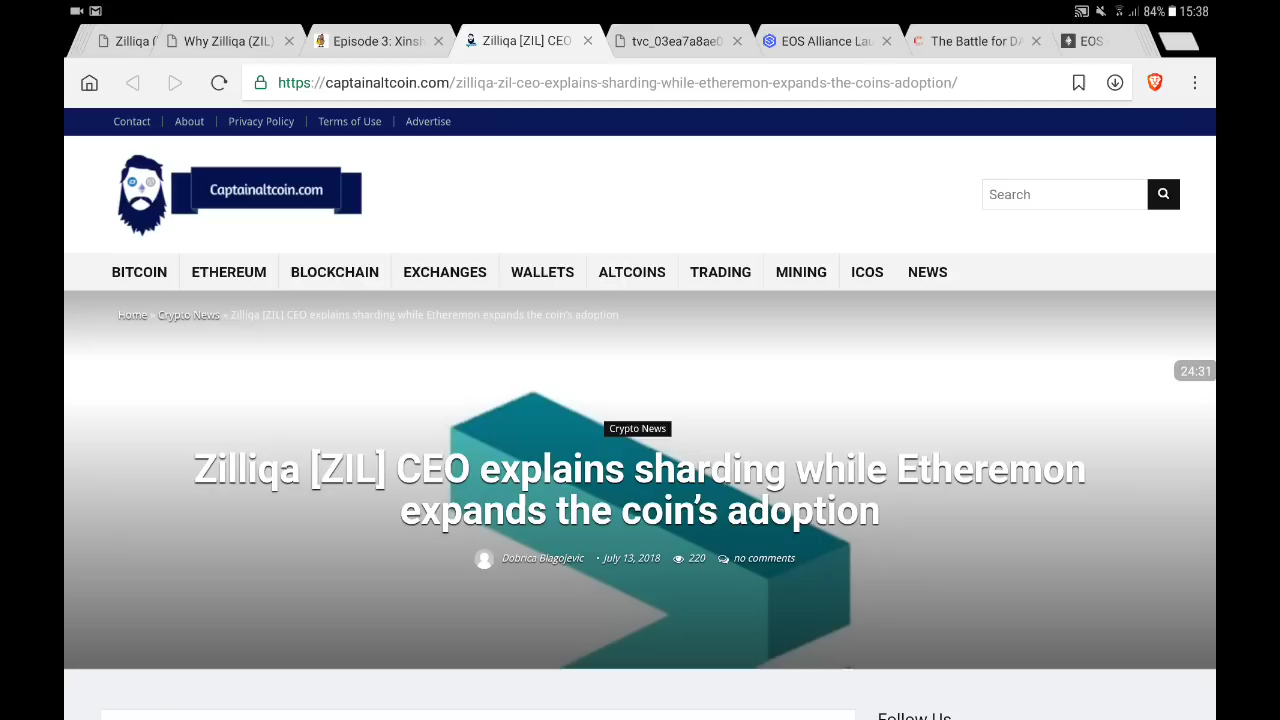 84% 15:38
Zilliqa (
Why Zilliqa (ZIL)
Episode 3: Xinsh
Zilliqa [ZIL] CEO
tvc_03ea7a8ae0
EOS Alliance Lau
The Battle for DA
EOS
https://captainaltcoin.com/zilliqa-zil-ceo-explains-sharding-while-etheremon-expands-the-coins-adoption/
Contact About Privacy Policy Terms of Use Advertise
Captainaltcoin.com
Search
BITCOIN ETHEREUM BLOCKCHAIN EXCHANGES WALLETS ALTCOINS TRADING MINING ICOS NEWS
Home » Crypto News » Zilliqa [ZIL] CEO explains sharding while Etheremon expands the coin's adoption
24:31
Crypto News
Zilliqa [ZIL] CEO explains sharding while Etheremon
expands the coin's adoption
Dobrica Blagojevic • July 13, 2018 220 no comments
Follow Us